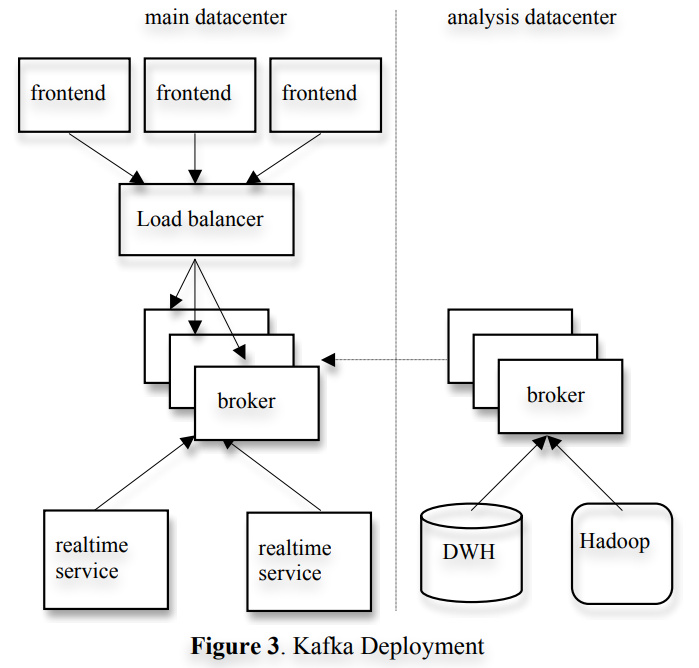 main datacenter
analysis datacenter
frontend
frontend
frontend
Load balancer
broker
broker
realtime
service
realtime
service
DWH
Hadoop
Figure 3. Kafka Deployment